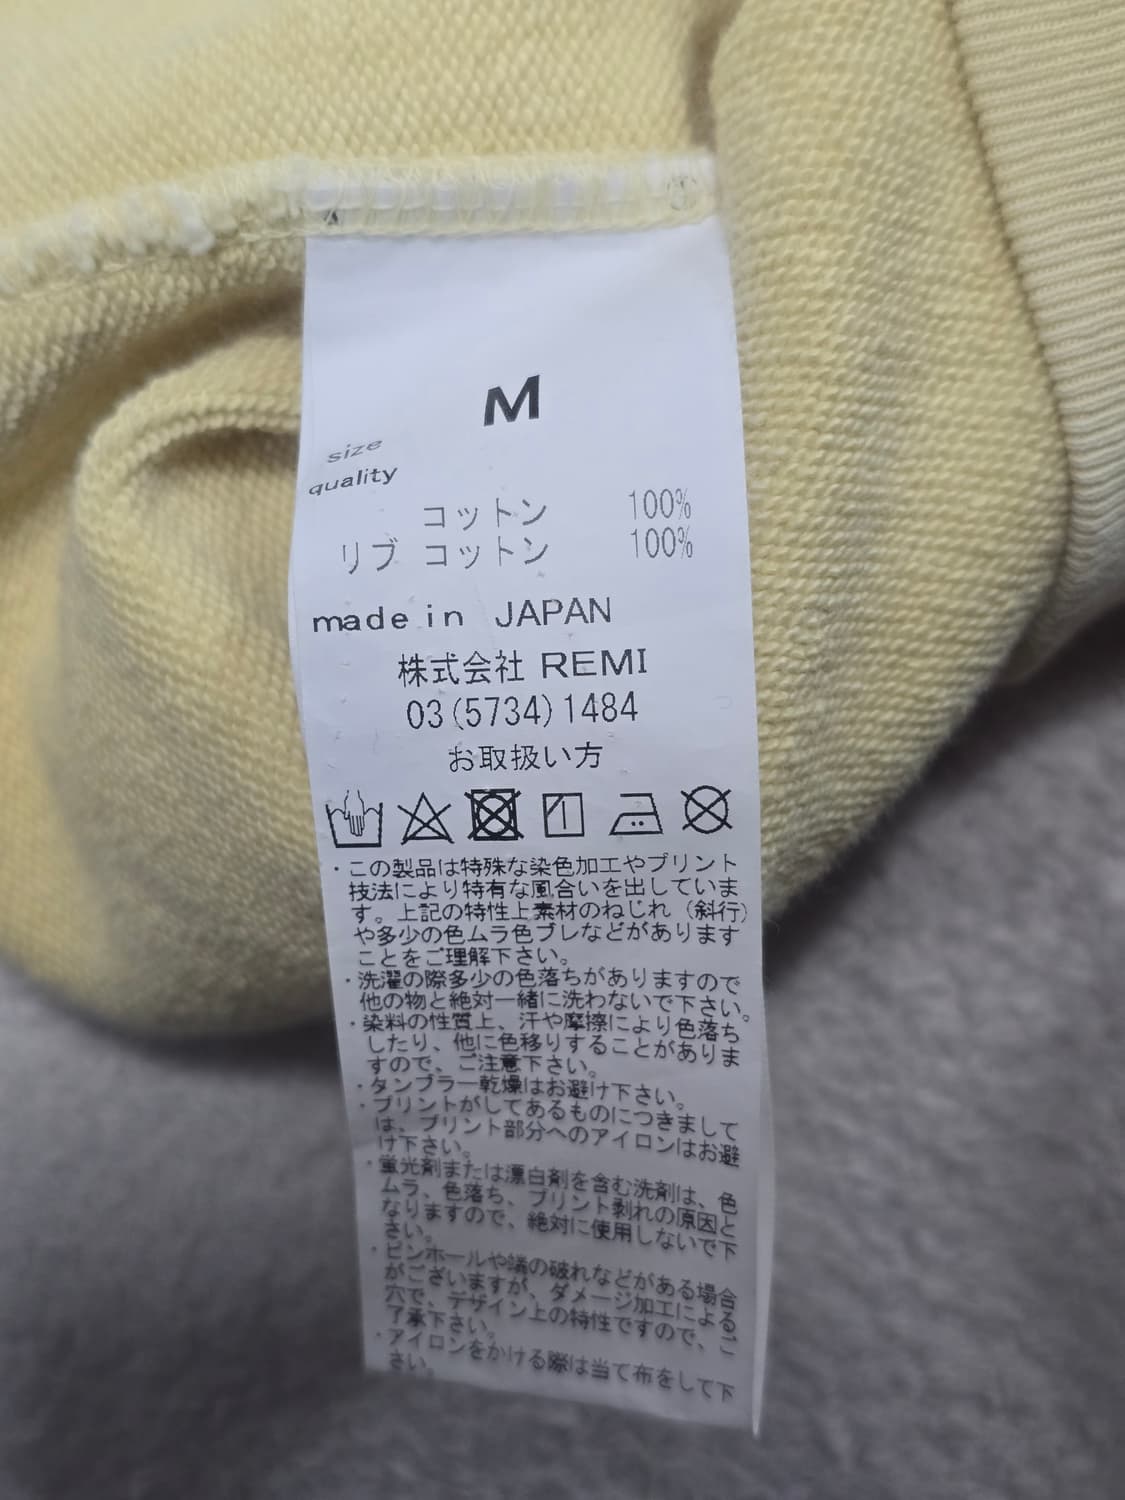 M
size
quality
コットン 100%
リブ コットン 100%
made in JAPAN
株式会社 REMI
03(5734)1484
お取扱い方
・この製品は特殊な染色加工やプリント
技法により特有な風合いを出していま
す。上記の特性上素材のねじれ（斜行）
や多少の色ムラ色ブレなどがあります
ことをご理解下さい。
・洗濯の際多少の色落ちがありますので
他の物と絶対一緒に洗わないで下さい。
・染料の性質上、汗や摩擦により色落ち
したり、他に色移りすることがありま
すので、ご注意下さい。
・タンブラー乾燥はお避け下さい。
・プリントがしてあるものにつきまして
は、プリント部分へのアイロンはお避
け下さい。
・蛍光剤または漂白剤を含む洗剤は、色
ムラ、色落ち、プリント剥れの原因と
なりますので、絶対に使用しないで下
さい。
・ピンホールや端の破れなどがある場合
がございますが、ダメージ加工による
穴で、デザイン上の特性ですので、ご
了承下さい。
・アイロンをかける際は当て布をして下
さい。